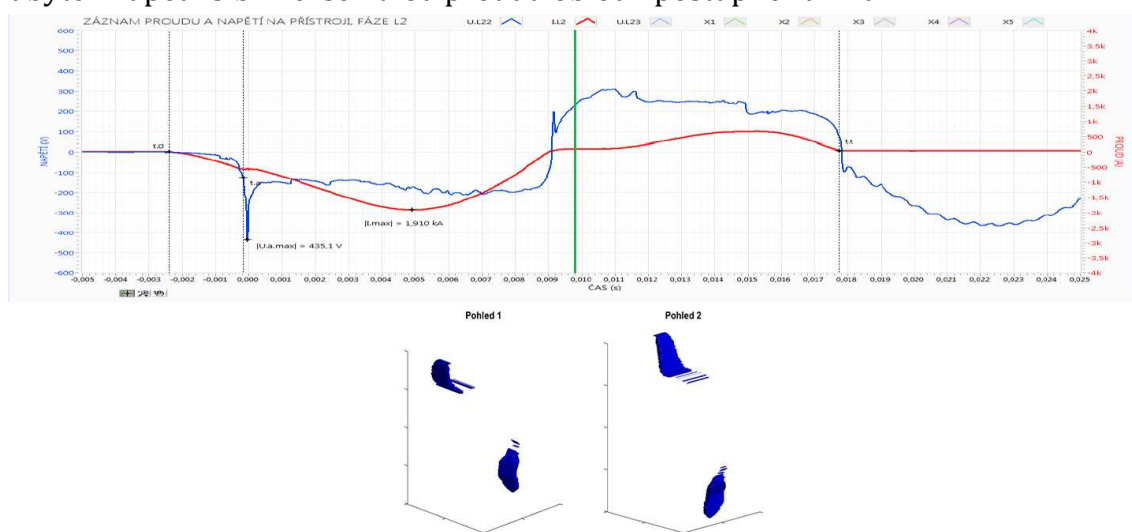 ZÁZNAM PROUDU A NAPĚTÍ NA PŘÍSTROJI, FÁZE L2
U.L22 I.L2 U.L23 X1 X2 X3 X4 X5
600 500 400 300 200 100 0 -100 -200 -300 -400 -500 -600
NAPĚTÍ (V)
t.0
|U.a.max| = 435,1 V
|I.max| = 1,910 kA
t.t
4k 3,5k 3k 2,5k 2k 1,5k 1k 500 0 -500 -1k -1,5k -2k -2,5k -3k -3,5k -4k
PROUD (A)
-0,005 -0,004 -0,003 -0,002 -0,001 0,000 0,001 0,002 0,003 0,004 0,005 0,006 0,007 0,008 0,009 0,010 0,011 0,012 0,013 0,014 0,015 0,016 0,017 0,018 0,019 0,020 0,021 0,022 0,023 0,024 0,025
ČAS (s)
Pohled 1
Pohled 2